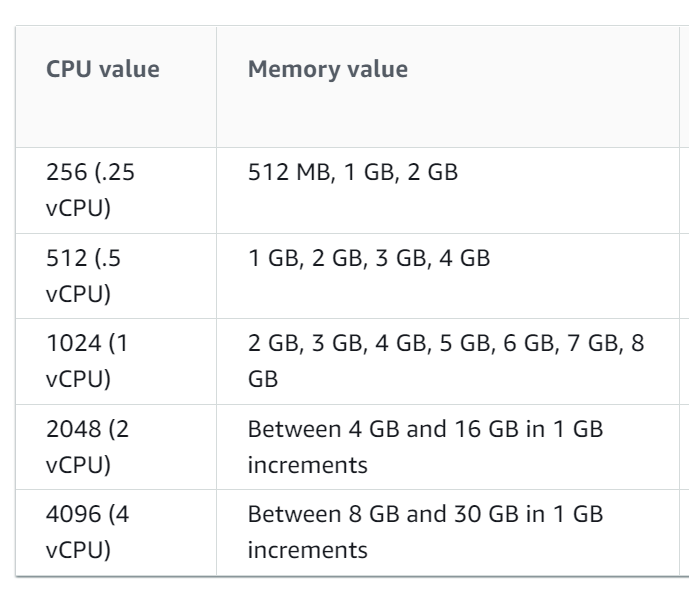 CPU value
Memory value
256 (.25
vCPU)
512 MB, 1 GB, 2 GB
512 (.5
vCPU)
1 GB, 2 GB, 3 GB, 4 GB
1024 (1
vCPU)
2 GB, 3 GB, 4 GB, 5 GB, 6 GB, 7 GB, 8
GB
2048 (2
vCPU)
Between 4 GB and 16 GB in 1 GB
increments
4096 (4
vCPU)
Between 8 GB and 30 GB in 1 GB
increments